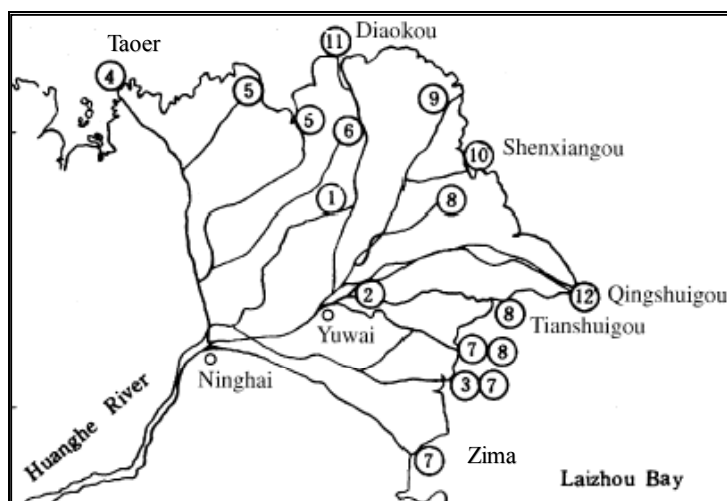 Diaokou
11
Taoer
4
5
9
5
6
10
Shenxiangou
1
8
2
12
Qingshuigou
8
Tianshuigou
Yuwai
7 8
Ninghai
3 7
Huanghe River
7
Zima
Laizhou Bay